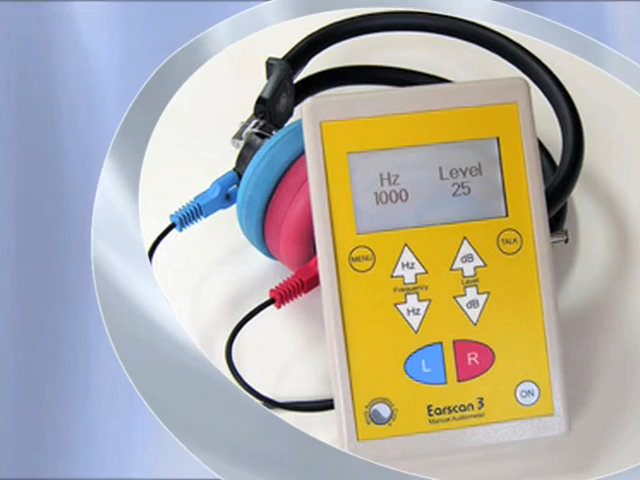 Hz Level
1000 25
MENU
TALK
Hz dB
Frequency Level
Hz dB
L R
ON
Earscan 3
Manual Audiometer